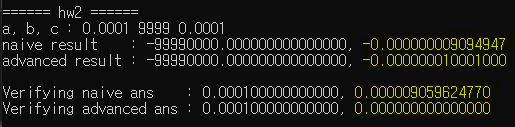 ====== hw2 ======
a, b, c : 0.0001 9999 0.0001
naive result : -99990000.000000000000000, -0.000000009094947
advanced result : -99990000.000000000000000, -0.000000010001000
Verifying naive ans : 0.000100000000000, 0.000009059624770
Verifying advanced ans : 0.000100000000000, 0.000000000000000